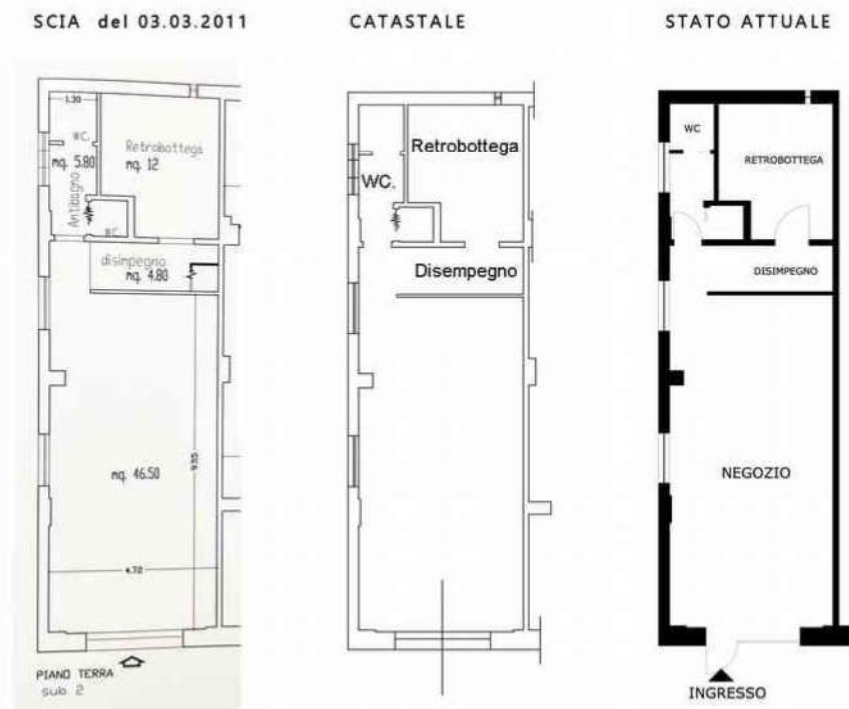 SCIA del 03.03.2011
1.30
WC.
mq. 5.80
Antibagno
WC
Retrobottega
mq. 12
disimpegno
mq. 4.80
9.55
mq. 46.50
4.72
PIANO TERRA
sub. 2
CATASTALE
Retrobottega
WC.
Disempegno
STATO ATTUALE
WC
RETROBOTTEGA
DISIMPEGNO
NEGOZIO
INGRESSO